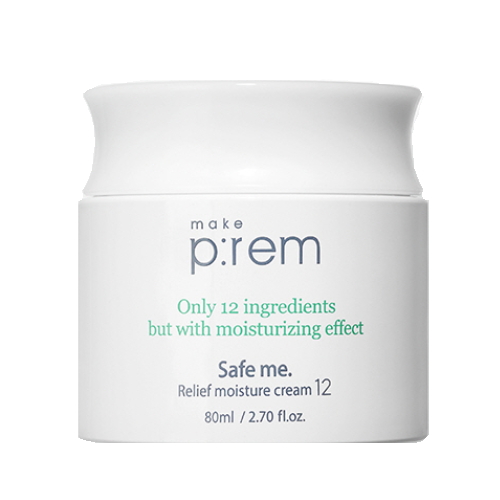 make
p:rem
Only 12 ingredients
but with moisturizing effect
Safe me.
Relief moisture cream 12
80ml / 2.70 fl.oz.